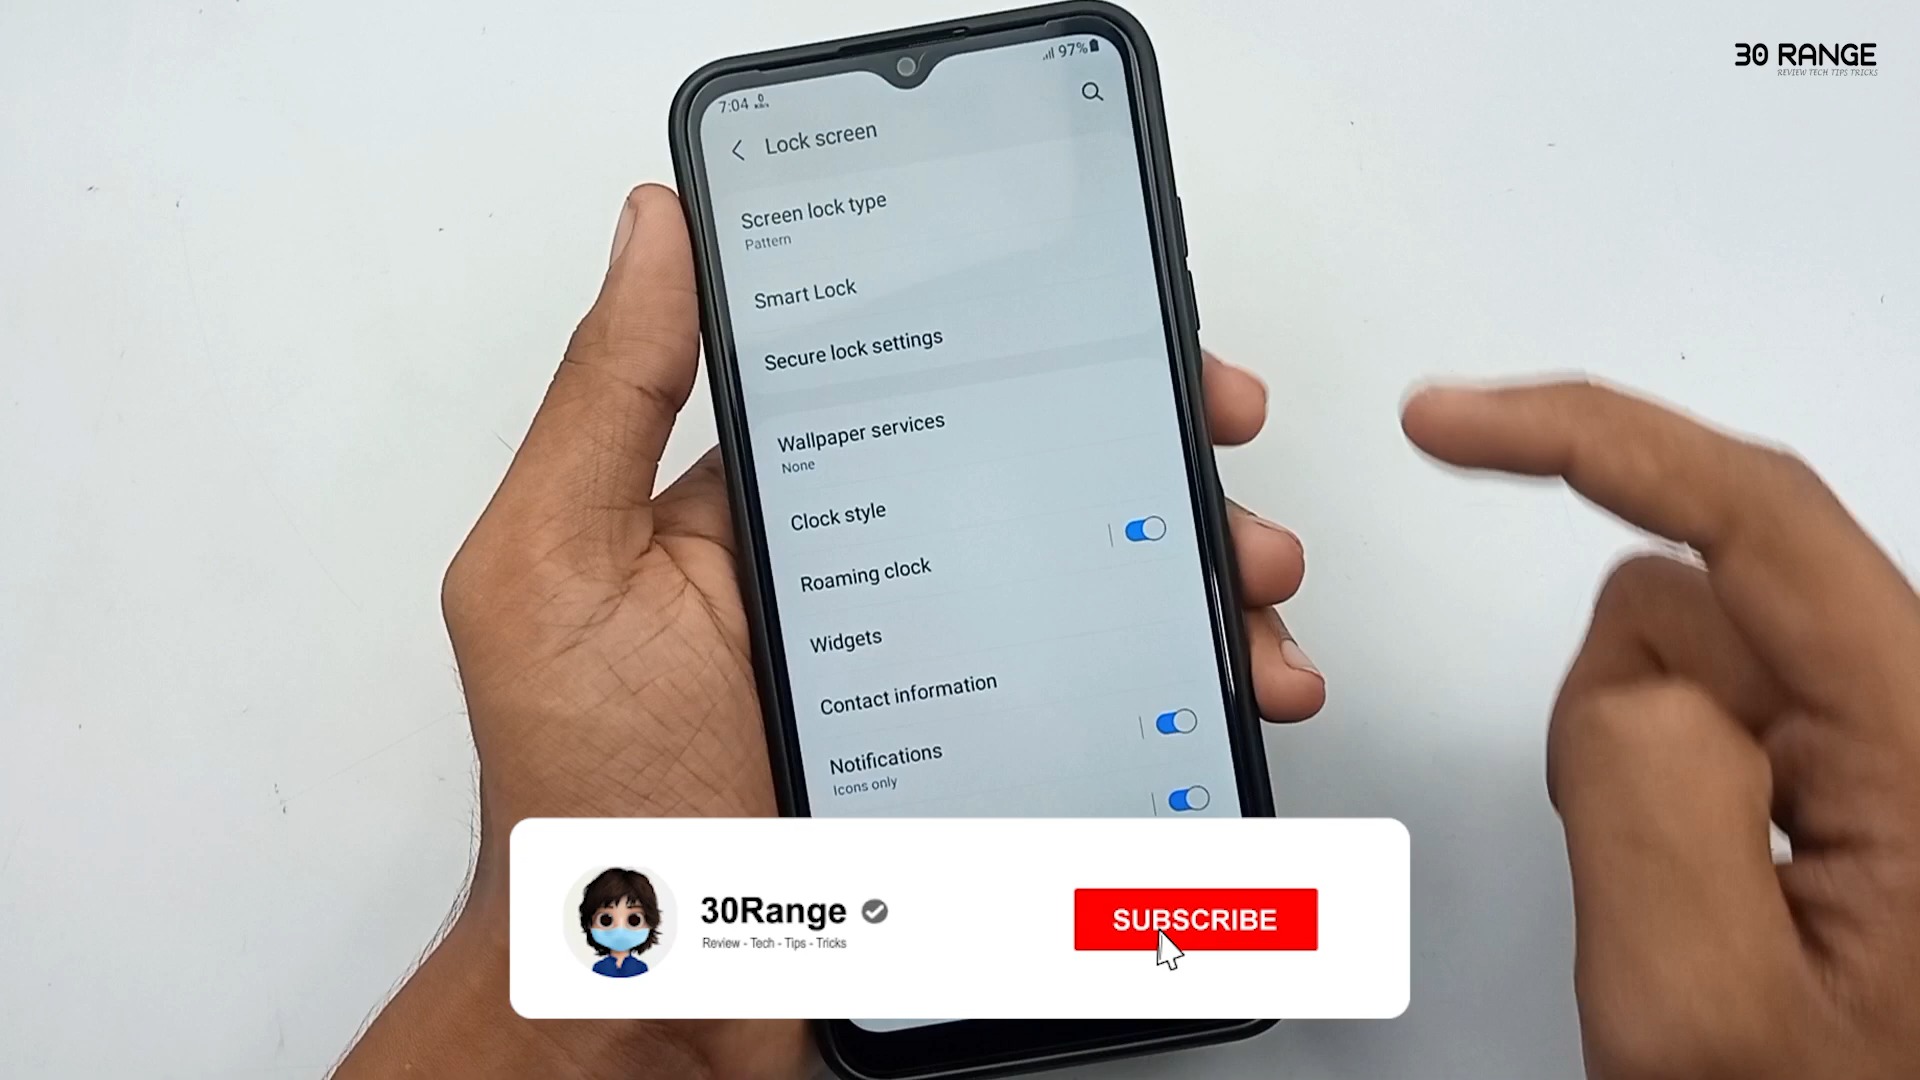 30 RANGE
REVIEW TECH TIPS TRICKS
7:04
97%
Lock screen
Screen lock type
Pattern
Smart Lock
Secure lock settings
Wallpaper services
None
Clock style
Roaming clock
Widgets
Contact information
Notifications
Icons only
30Range
Review - Tech - Tips - Tricks
SUBSCRIBE